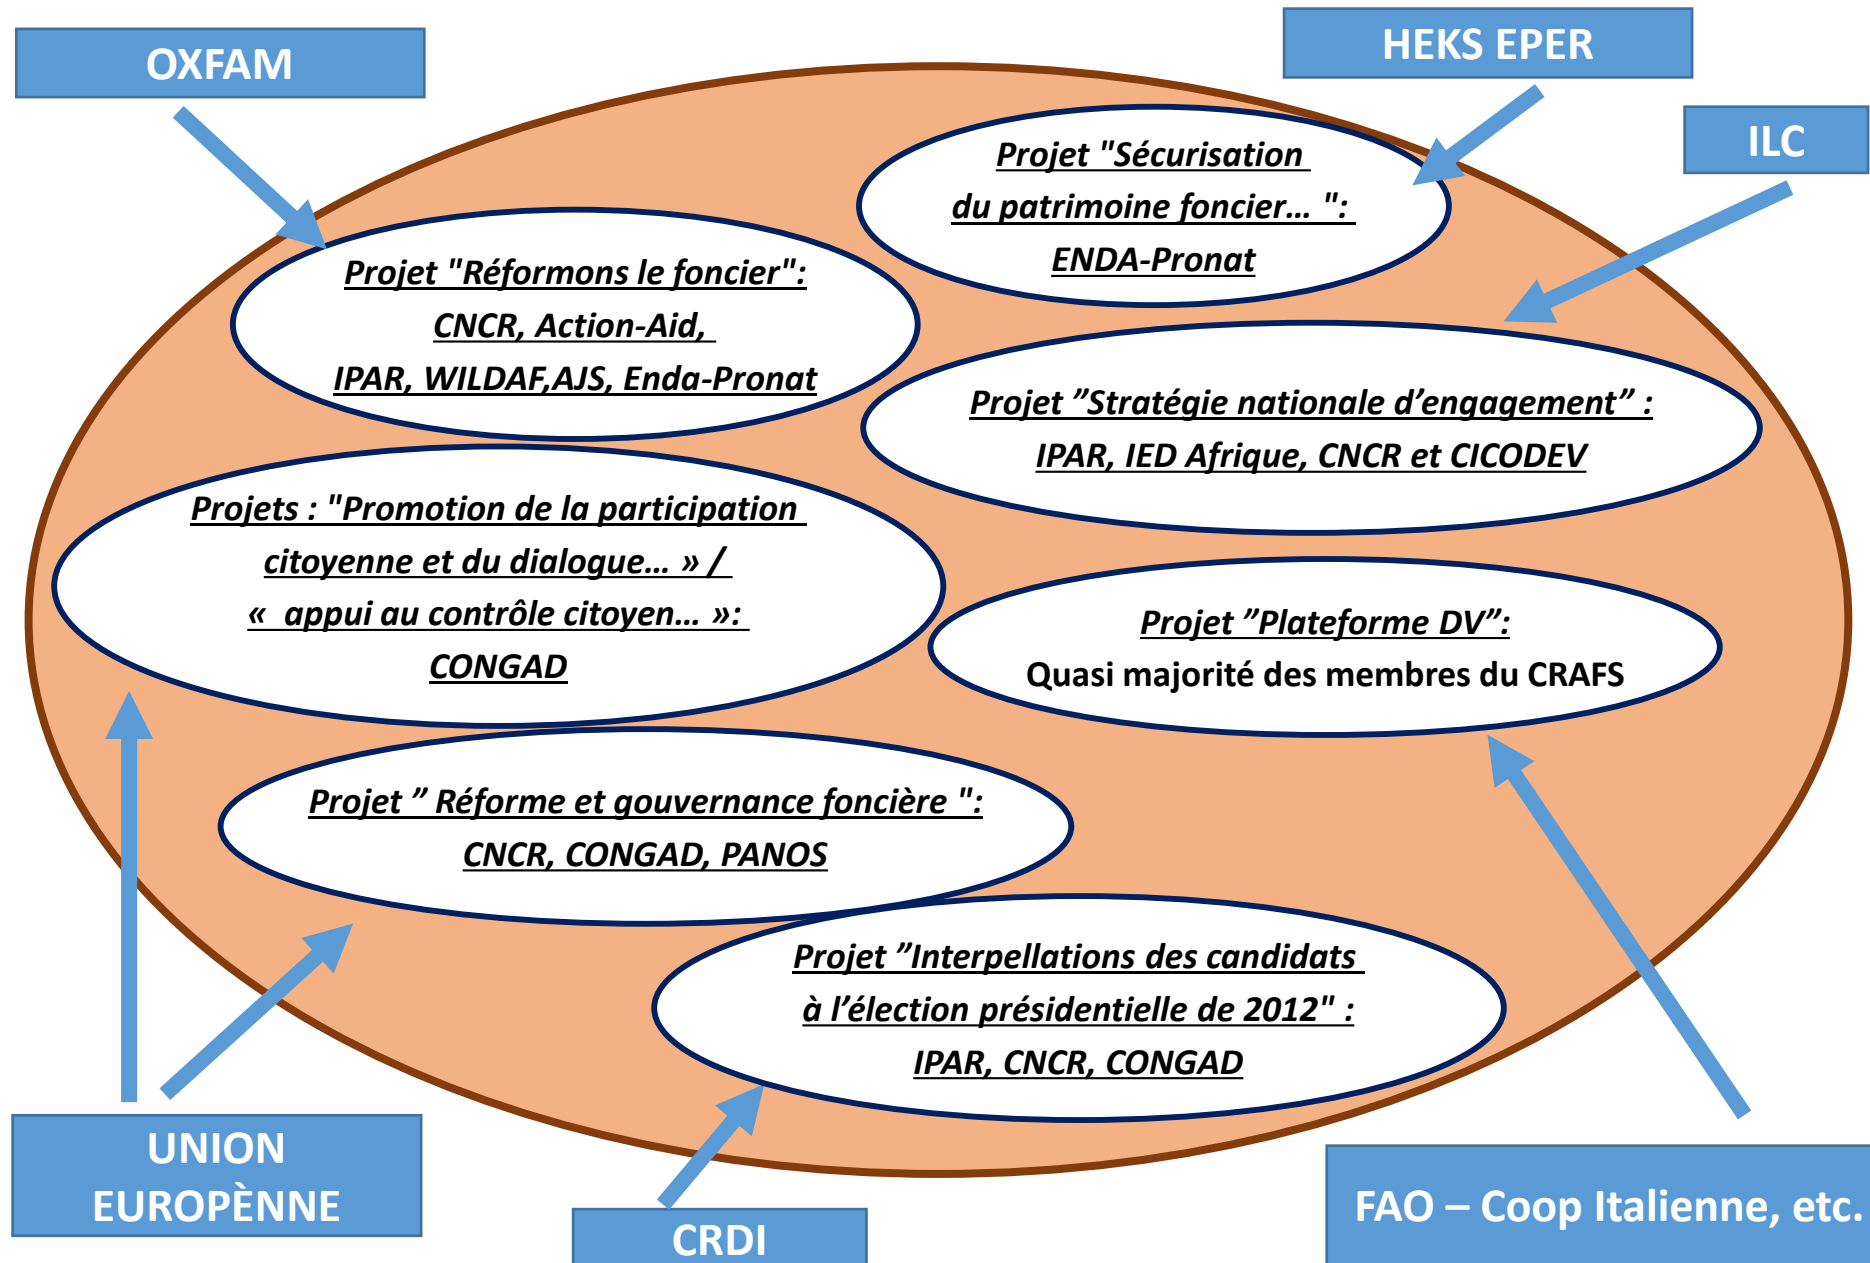 OXFAM
HEKS EPER
ILC
Projet "Sécurisation
du patrimoine foncier… ":
ENDA-Pronat
Projet "Réformons le foncier":
CNCR, Action-Aid,
IPAR, WILDAF,AJS, Enda-Pronat
Projet ”Stratégie nationale d’engagement” :
IPAR, IED Afrique, CNCR et CICODEV
Projets : "Promotion de la participation
citoyenne et du dialogue… » /
«  appui au contrôle citoyen… »:
CONGAD
Projet ”Plateforme DV”:
Quasi majorité des membres du CRAFS
Projet ” Réforme et gouvernance foncière ":
CNCR, CONGAD, PANOS
Projet ”Interpellations des candidats
à l’élection présidentielle de 2012" :
IPAR, CNCR, CONGAD
UNION
EUROPÈNNE
CRDI
FAO – Coop Italienne, etc.